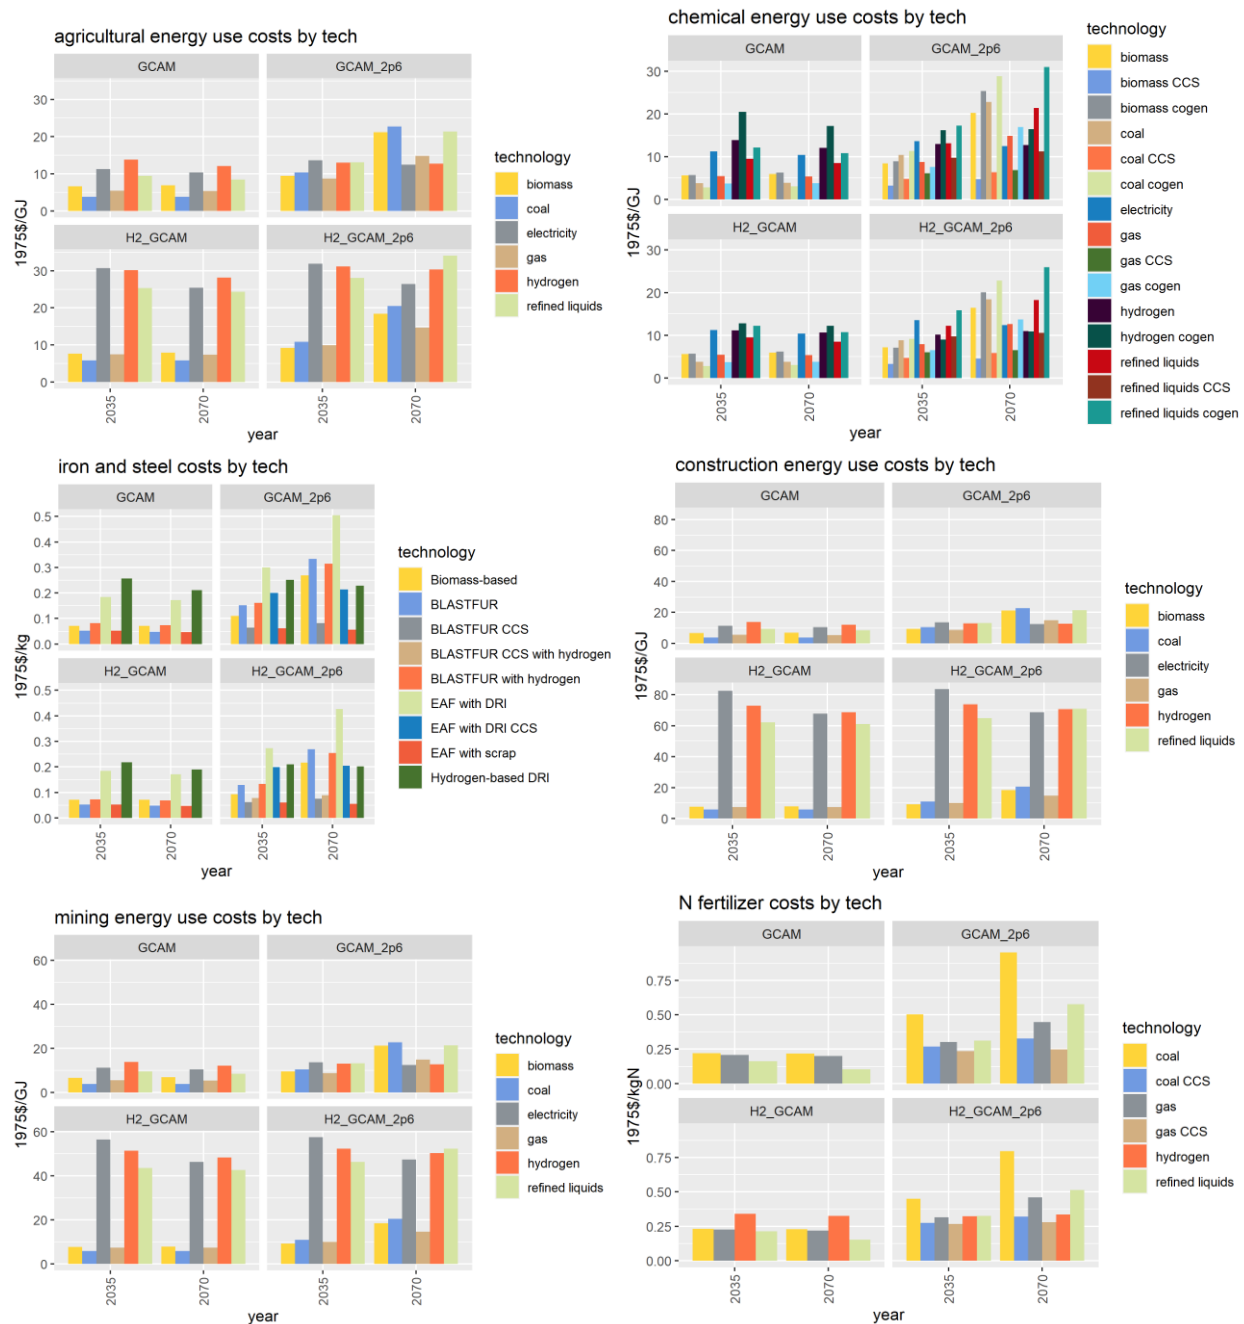 agricultural energy use costs by tech
GCAM
GCAM_2p6
30
20
10
0
H2_GCAM
H2_GCAM_2p6
30
20
10
0
1975$/GJ
2035
2070
2035
2070
year
technology
biomass
coal
electricity
gas
hydrogen
refined liquids
chemical energy use costs by tech
GCAM
GCAM_2p6
30
20
10
0
H2_GCAM
H2_GCAM_2p6
30
20
10
0
1975$/GJ
2035
2070
2035
2070
year
technology
biomass
biomass CCS
biomass cogen
coal
coal CCS
coal cogen
electricity
gas
gas CCS
gas cogen
hydrogen
hydrogen cogen
refined liquids
refined liquids CCS
refined liquids cogen
iron and steel costs by tech
GCAM
GCAM_2p6
0.5
0.4
0.3
0.2
0.1
0.0
H2_GCAM
H2_GCAM_2p6
0.5
0.4
0.3
0.2
0.1
0.0
1975$/kg
2035
2070
2035
2070
year
technology
Biomass-based
BLASTFUR
BLASTFUR CCS
BLASTFUR CCS with hydrogen
BLASTFUR with hydrogen
EAF with DRI
EAF with DRI CCS
EAF with scrap
Hydrogen-based DRI
construction energy use costs by tech
GCAM
GCAM_2p6
80
60
40
20
0
H2_GCAM
H2_GCAM_2p6
80
60
40
20
0
1975$/GJ
2035
2070
2035
2070
year
technology
biomass
coal
electricity
gas
hydrogen
refined liquids
mining energy use costs by tech
GCAM
GCAM_2p6
60
40
20
0
H2_GCAM
H2_GCAM_2p6
60
40
20
0
1975$/GJ
2035
2070
2035
2070
year
technology
biomass
coal
electricity
gas
hydrogen
refined liquids
N fertilizer costs by tech
GCAM
GCAM_2p6
0.75
0.50
0.25
0.00
H2_GCAM
H2_GCAM_2p6
0.75
0.50
0.25
0.00
1975$/kgN
2035
2070
2035
2070
year
technology
coal
coal CCS
gas
gas CCS
hydrogen
refined liquids